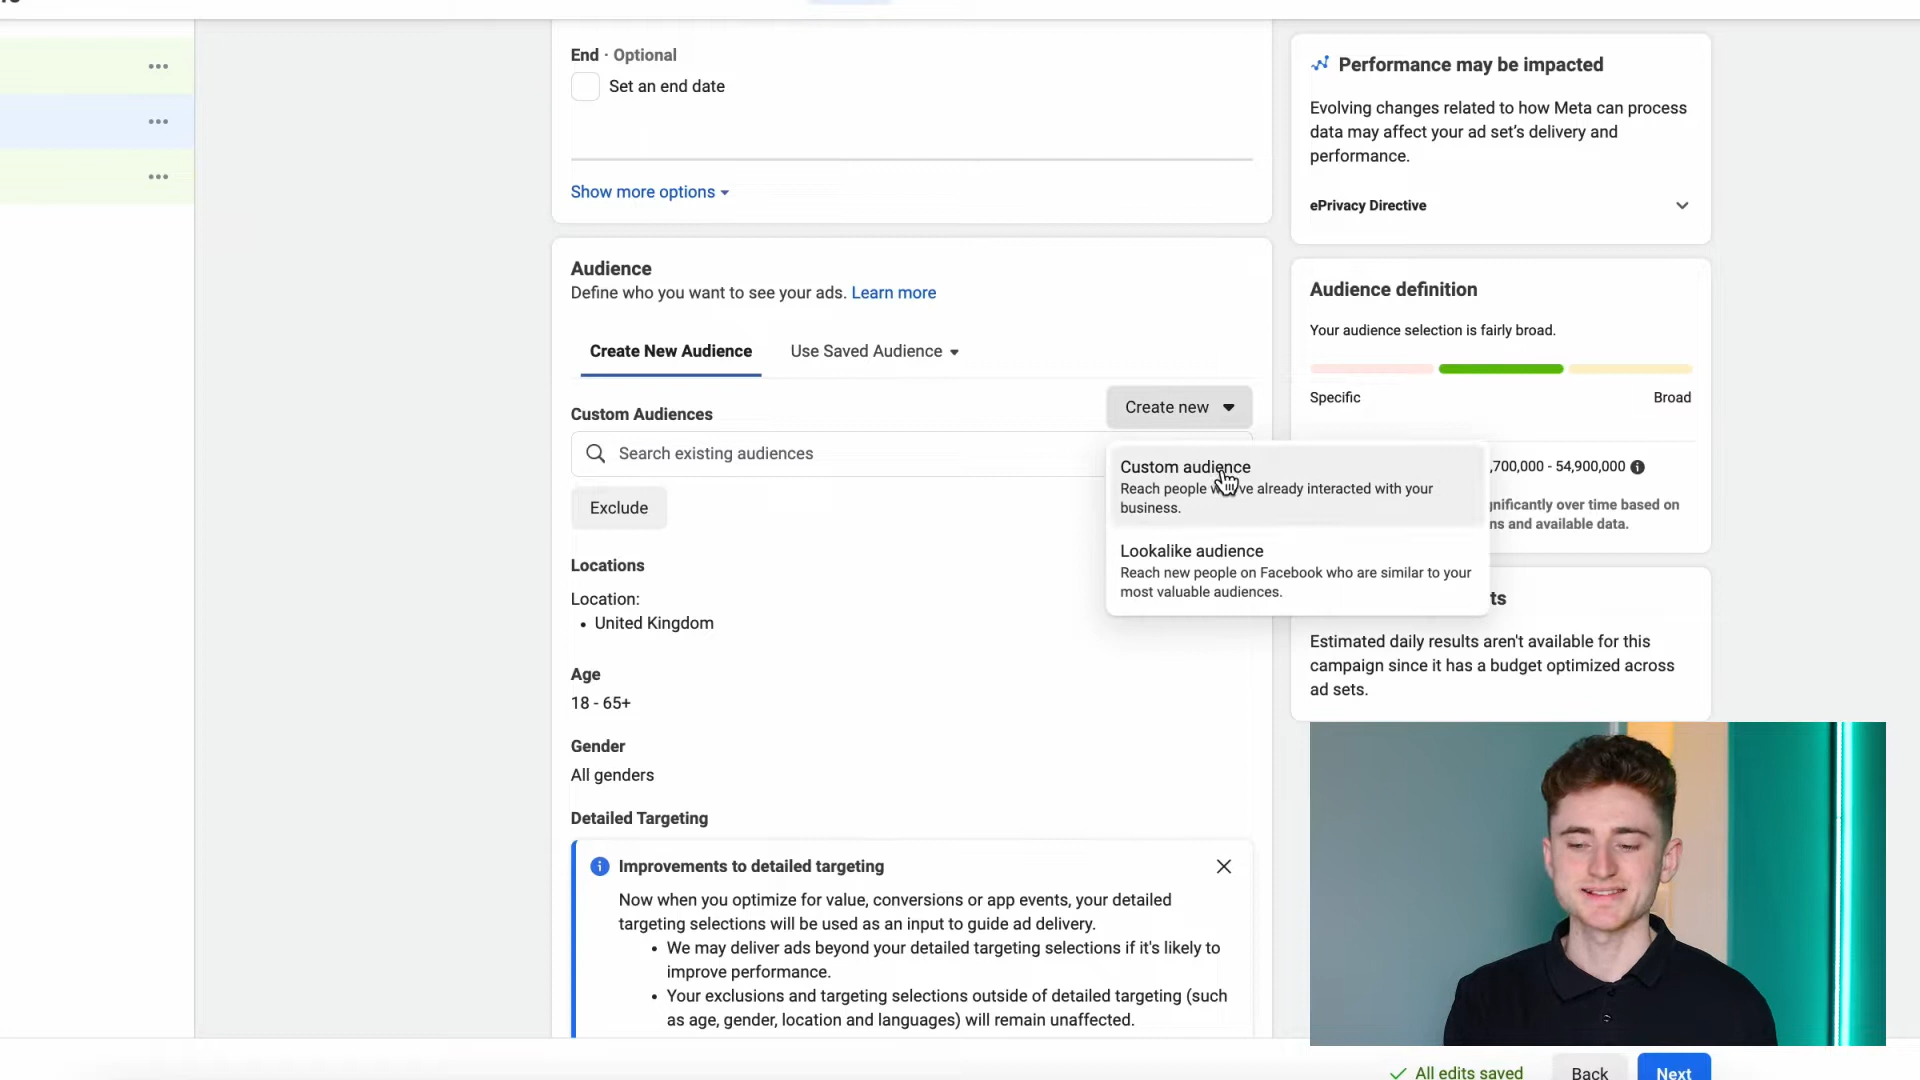 End · Optional
Set an end date
Show more options
Audience
Define who you want to see your ads. Learn more
Create New Audience
Use Saved Audience
Custom Audiences
Create new
Search existing audiences
Exclude
Custom audience
Reach people already interacted with your
business.
Lookalike audience
Reach new people on Facebook who are similar to your
most valuable audiences.
Locations
Location:
• United Kingdom
Age
18 - 65+
Gender
All genders
Detailed Targeting
Improvements to detailed targeting
Now when you optimize for value, conversions or app events, your detailed
targeting selections will be used as an input to guide ad delivery.
• We may deliver ads beyond your detailed targeting selections if it's likely to
improve performance.
• Your exclusions and targeting selections outside of detailed targeting (such
as age, gender, location and languages) will remain unaffected.
Performance may be impacted
Evolving changes related to how Meta can process
data may affect your ad set's delivery and
performance.
ePrivacy Directive
Audience definition
Your audience selection is fairly broad.
Specific
Broad
,700,000 - 54,900,000
gnificantly over time based on
ns and available data.
ts
Estimated daily results aren't available for this
campaign since it has a budget optimized across
ad sets.
All edits saved
Back
Next